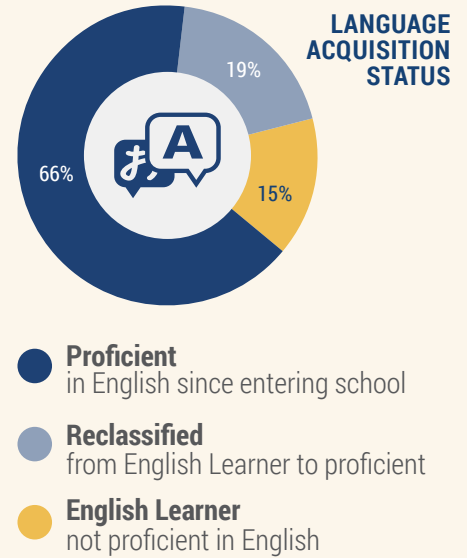 LANGUAGE
ACQUISITION
STATUS
19%
66%
15%
あ
A
Proficient
in English since entering school
Reclassified
from English Learner to proficient
English Learner
not proficient in English